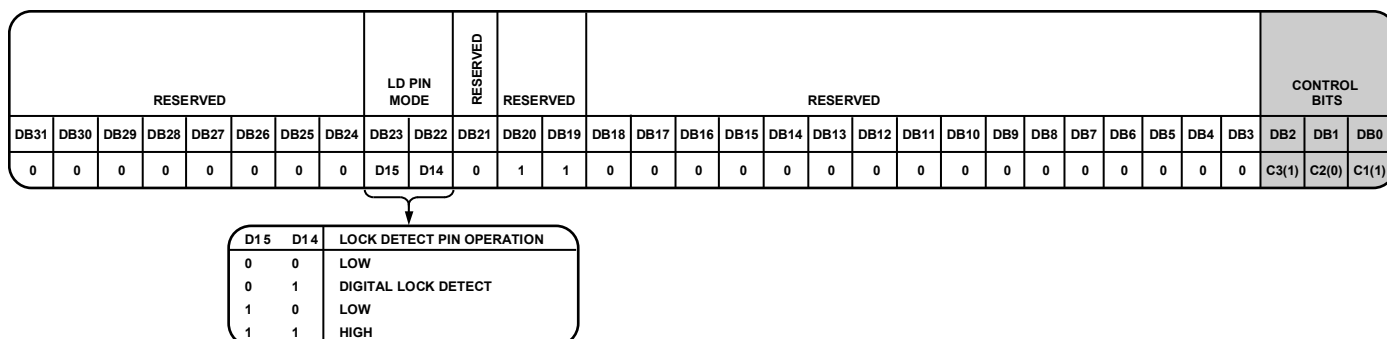 RESERVED LD PIN MODE RESERVED RESERVED RESERVED CONTROL BITS
DB31 DB30 DB29 DB28 DB27 DB26 DB25 DB24 DB23 DB22 DB21 DB20 DB19 DB18 DB17 DB16 DB15 DB14 DB13 DB12 DB11 DB10 DB9 DB8 DB7 DB6 DB5 DB4 DB3 DB2 DB1 DB0
0 0 0 0 0 0 0 0 D15 D14 0 1 1 0 0 0 0 0 0 0 0 0 0 0 0 0 0 0 0 C3(1) C2(0) C1(1)
D15 D14 LOCK DETECT PIN OPERATION
0 0 LOW
0 1 DIGITAL LOCK DETECT
1 0 LOW
1 1 HIGH